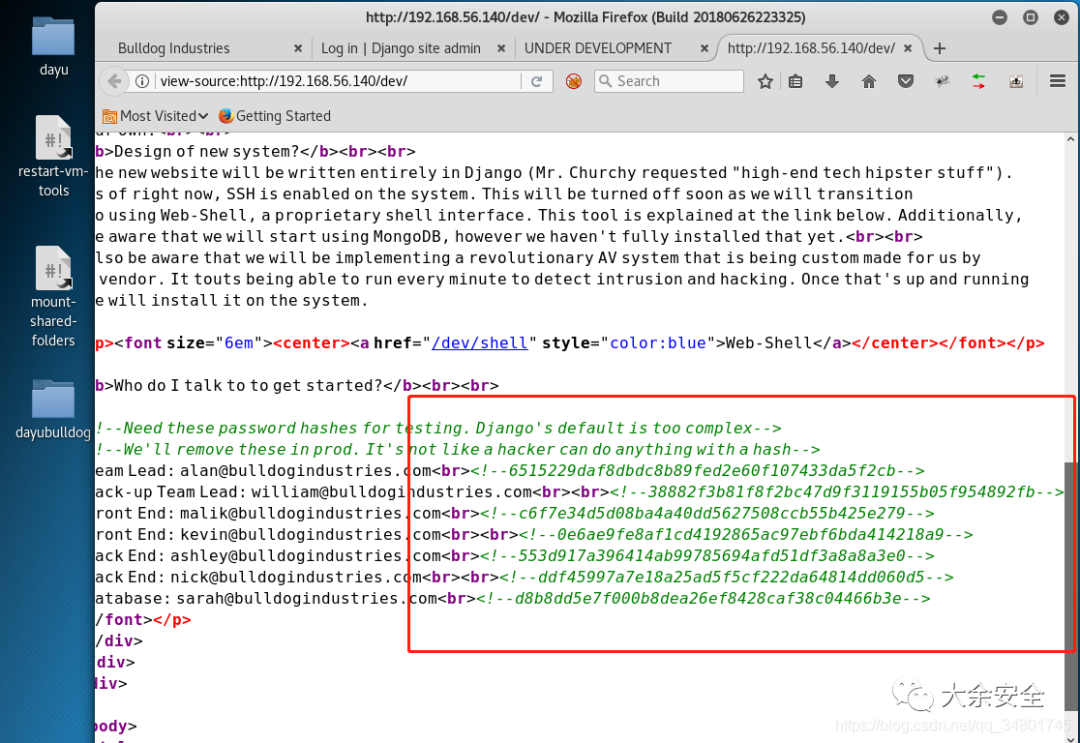 dayu
restart-vm-
tools
mount-
shared-
folders
dayubulldog
http://192.168.56.140/dev/ - Mozilla Firefox (Build 20180626223325)
Bulldog Industries
Log in | Django site admin
UNDER DEVELOPMENT
http://192.168.56.140/dev/
view-source:http://192.168.56.140/dev/
Search
Most Visited
Getting Started
ur own.<br><br>
b>Design of new system?</b><br><br>
he new website will be written entirely in Django (Mr. Churchy requested "high-end tech hipster stuff").
s of right now, SSH is enabled on the system. This will be turned off soon as we will transition
o using Web-Shell, a proprietary shell interface. This tool is explained at the link below. Additionally,
e aware that we will start using MongoDB, however we haven't fully installed that yet.<br><br>
lso be aware that we will be implementing a revolutionary AV system that is being custom made for us by
vendor. It touts being able to run every minute to detect intrusion and hacking. Once that's up and running
e will install it on the system.
p><font size="6em"><center><a href="/dev/shell" style="color:blue">Web-Shell</a></center></font></p>
b>Who do I talk to to get started?</b><br><br>
!--Need these password hashes for testing. Django's default is too complex-->
!--We'll remove these in prod. It's not like a hacker can do anything with a hash-->
eam Lead: alan@bulldogindustries.com<br><!--6515229daf8dbdc8b89fed2e60f107433da5f2cb-->
ack-up Team Lead: william@bulldogindustries.com<br><br><!--38882f3b81f8f2bc47d9f3119155b05f954892fb-->
ront End: malik@bulldogindustries.com<br><!--c6f7e34d5d08ba4a40dd5627508ccb55b425e279-->
ront End: kevin@bulldogindustries.com<br><br><!--0e6ae9fe8af1cd4192865ac97ebf6bda414218a9-->
ack End: ashley@bulldogindustries.com<br><!--553d917a396414ab99785694afd51df3a8a8a3e0-->
ack End: nick@bulldogindustries.com<br><br><!--ddf45997a7e18a25ad5f5cf222da64814dd060d5-->
atabase: sarah@bulldogindustries.com<br><!--d8b8dd5e7f000b8dea26ef8428caf38c04466b3e-->
/font></p>
/div>
div>
div>
body>
大余安全
https://blog.csdn.net/qq_34801745